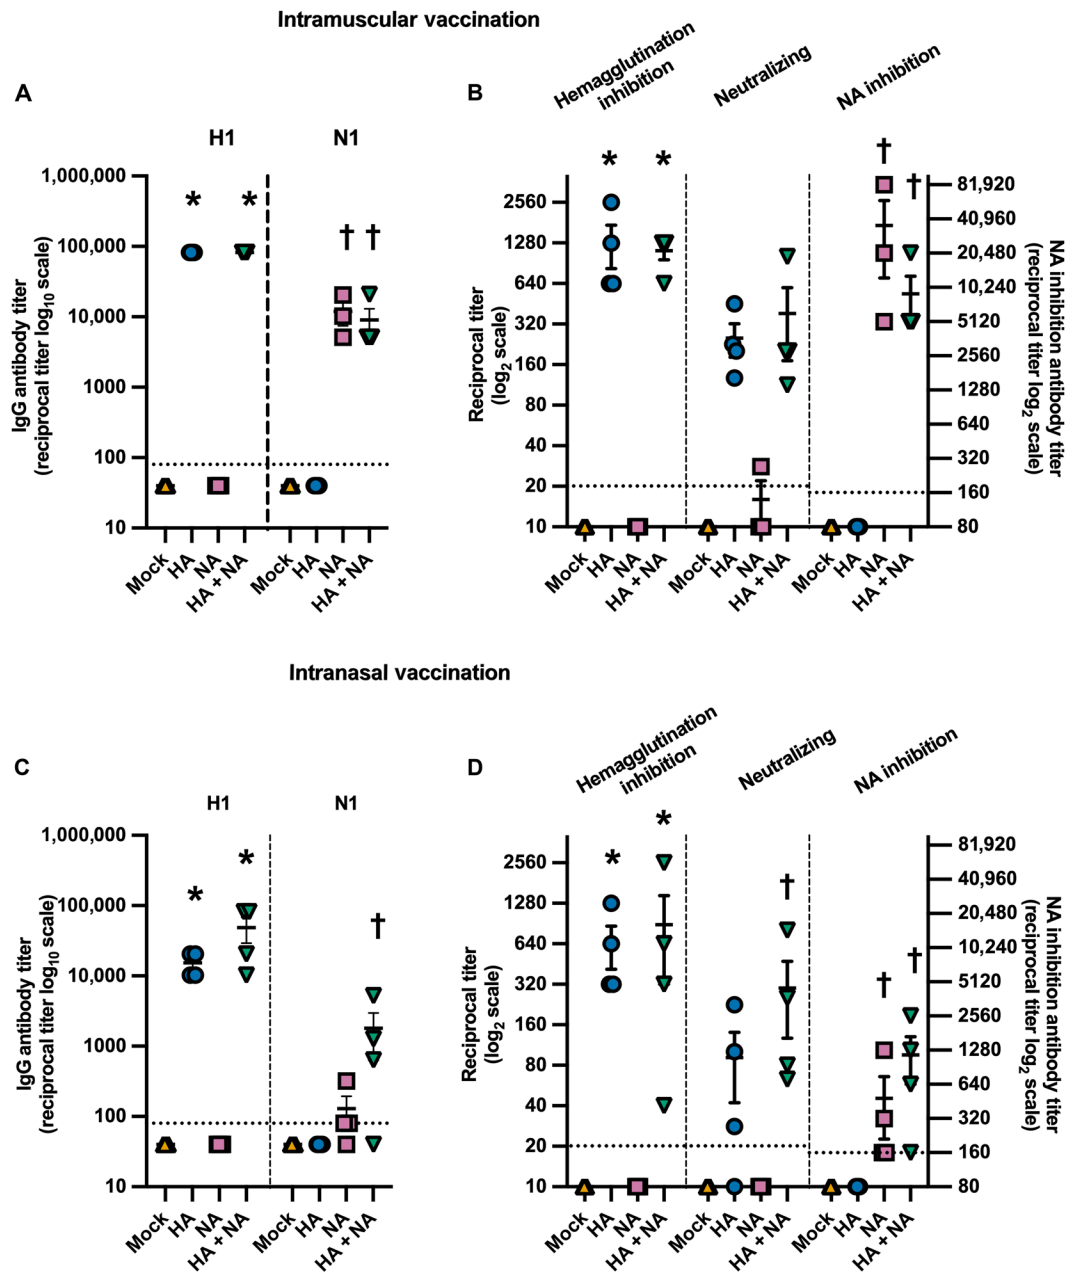 Intramuscular vaccination
A
H1
N1
* * † †
IgG antibody titer
(reciprocal titer log10 scale)
1,000,000
100,000
10,000
1000
100
10
Mock
HA
NA
HA + NA
Mock
HA
NA
HA + NA
B
Hemagglutination
inhibition
Neutralizing
NA inhibition
* * † †
Reciprocal titer
(log2 scale)
2560
1280
640
320
160
80
40
20
10
81,920
40,960
20,480
10,240
5120
2560
1280
640
320
160
80
NA inhibition antibody titer
(reciprocal titer log2 scale)
Mock
HA
NA
HA + NA
Mock
HA
NA
HA + NA
Mock
HA
NA
HA + NA
Intranasal vaccination
C
H1
N1
* * †
IgG antibody titer
(reciprocal titer log10 scale)
1,000,000
100,000
10,000
1000
100
10
Mock
HA
NA
HA + NA
Mock
HA
NA
HA + NA
D
Hemagglutination
inhibition
Neutralizing
NA inhibition
* * † † †
Reciprocal titer
(log2 scale)
2560
1280
640
320
160
80
40
20
10
81,920
40,960
20,480
10,240
5120
2560
1280
640
320
160
80
NA inhibition antibody titer
(reciprocal titer log2 scale)
Mock
HA
NA
HA + NA
Mock
HA
NA
HA + NA
Mock
HA
NA
HA + NA